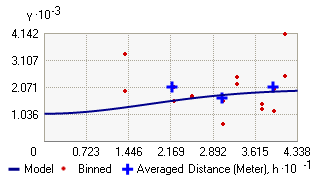 γ · 10 ⁻³
4.142
3.107
2.071
1.036
0 0.723 1.446 2.169 2.892 3.615 4.338
Model Binned Averaged Distance (Meter), h · 10 ⁻¹